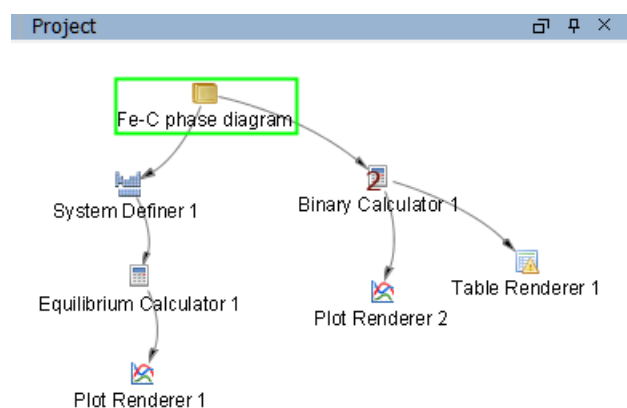 Project
Fe-C phase diagram
System Definer 1
2
Binary Calculator 1
Equilibrium Calculator 1
Table Renderer 1
Plot Renderer 2
Plot Renderer 1